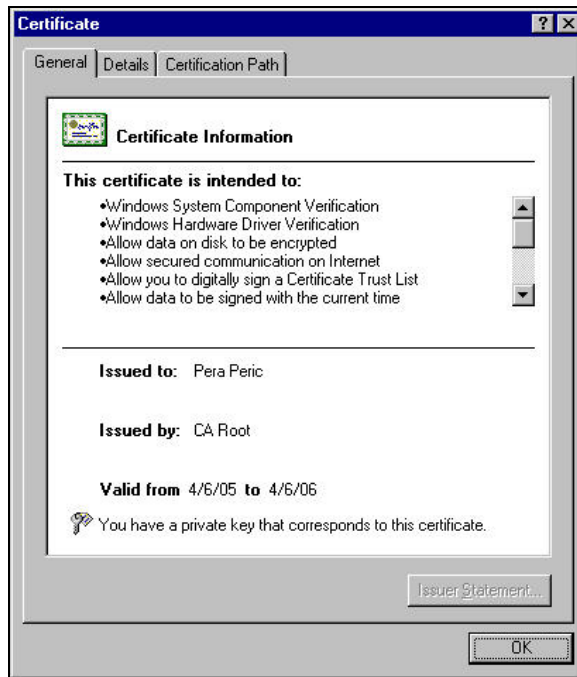 Certificate
General Details Certification Path
Certificate Information
This certificate is intended to:
•Windows System Component Verification
•Windows Hardware Driver Verification
•Allow data on disk to be encrypted
•Allow secured communication on Internet
•Allow you to digitally sign a Certificate Trust List
•Allow data to be signed with the current time
Issued to: Pera Peric
Issued by: CA Root
Valid from 4/6/05 to 4/6/06
You have a private key that corresponds to this certificate.
Issuer Statement...
OK